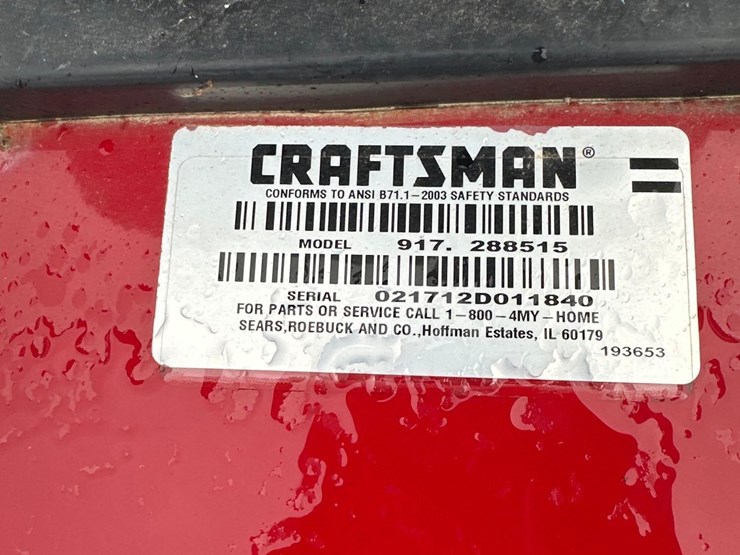 CRAFTSMAN®
CONFORMS TO ANSI B71.1-2003 SAFETY STANDARDS
MODEL 917. 288515
SERIAL 021712D011840
FOR PARTS OR SERVICE CALL 1-800-4MY-HOME
SEARS,ROEBUCK AND CO.,Hoffman Estates, IL 60179
193653